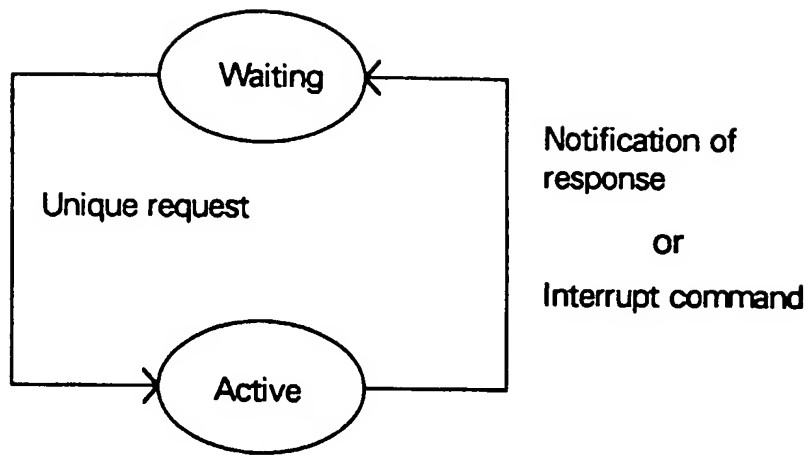 Waiting
Unique request
Notification of
response
or
Interrupt command
Active